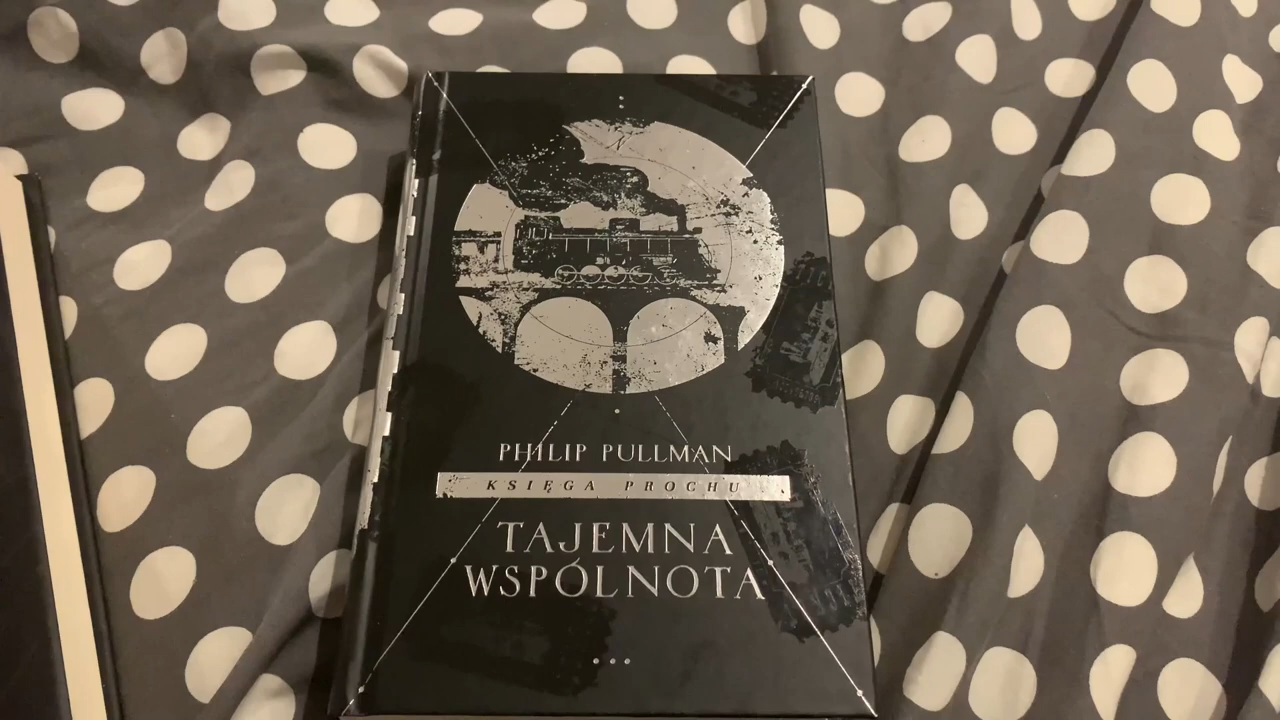 N
PHILIP PULLMAN
KSIĘGA PROCHU
TAJEMNA
WSPÓLNOTA